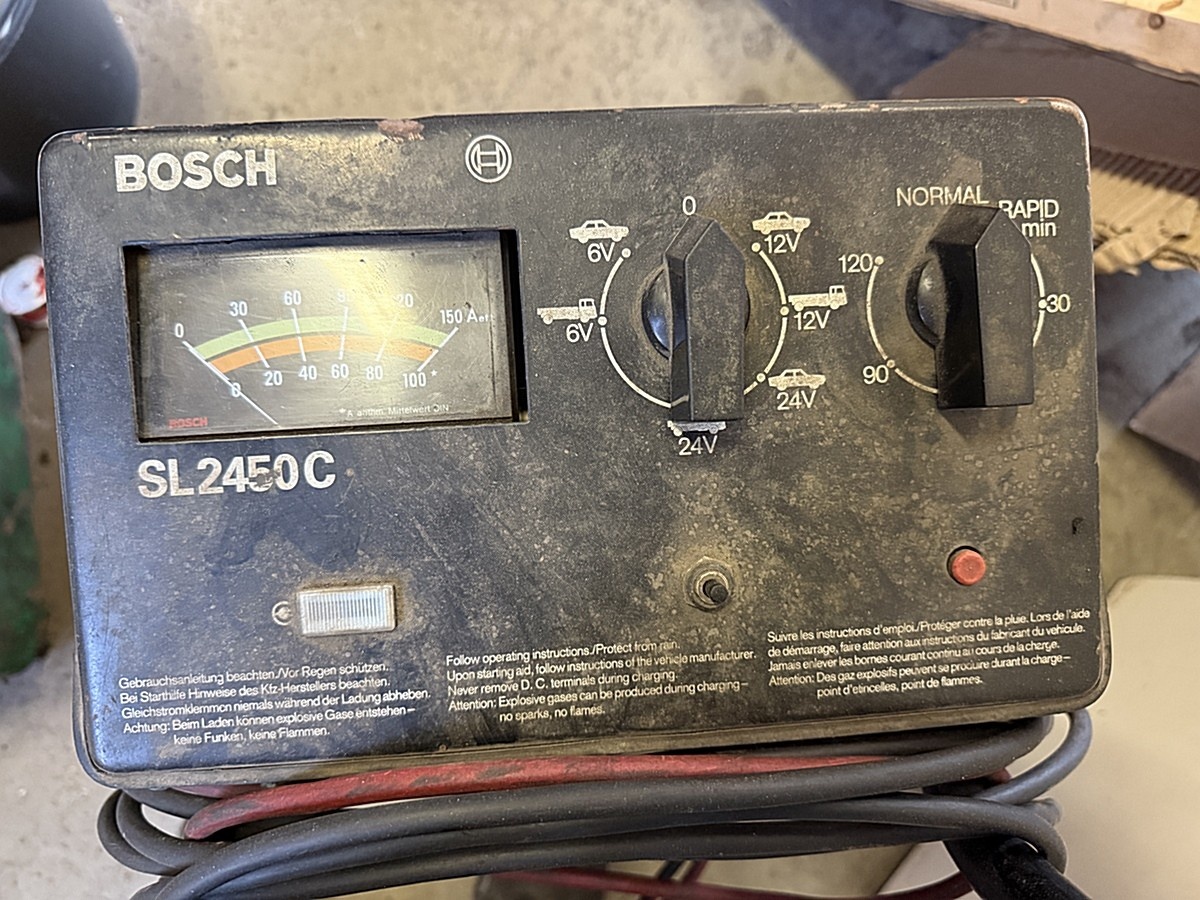 BOSCH
0
NORMAL
RAPID
min
6V
12V
120
30
6V
12V
90
24V
24V
30
60
20
0
150 A
0
20
40
60
80
100 *
BOSCH
*A arithm. Mittelwert DIN
SL2450C
Gebrauchsanleitung beachten./Vor Regen schützen.
Bei Starthilfe Hinweise des Kfz-Herstellers beachten.
Gleichstromklemmen niemals während der Ladung abheben.
Achtung: Beim Laden können explosive Gase entstehen–
keine Funken, keine Flammen.
Follow operating instructions./Protect from rain.
Upon starting aid, follow instructions of the vehicle manufacturer.
Never remove D. C. terminals during charging.
Attention: Explosive gases can be produced during charging–
no sparks, no flames.
Suivre les instructions d'emploi./Protéger contre la pluie. Lors de l'aide
de démarrage, faire attention aux instructions du fabricant du vehicule.
Jamais enlever les bornes courant continu au cours de la charge.
Attention: Des gaz explosifs peuvent se produire durant la charge–
point d'etincelles, point de flammes.